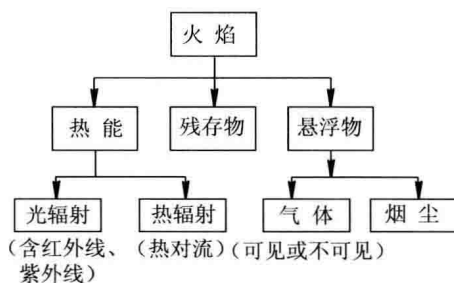 火焰
热能
残存物
悬浮物
光辐射
热辐射
气体
烟尘
(含红外线、
紫外线)
(热对流)
(可见或不可见)